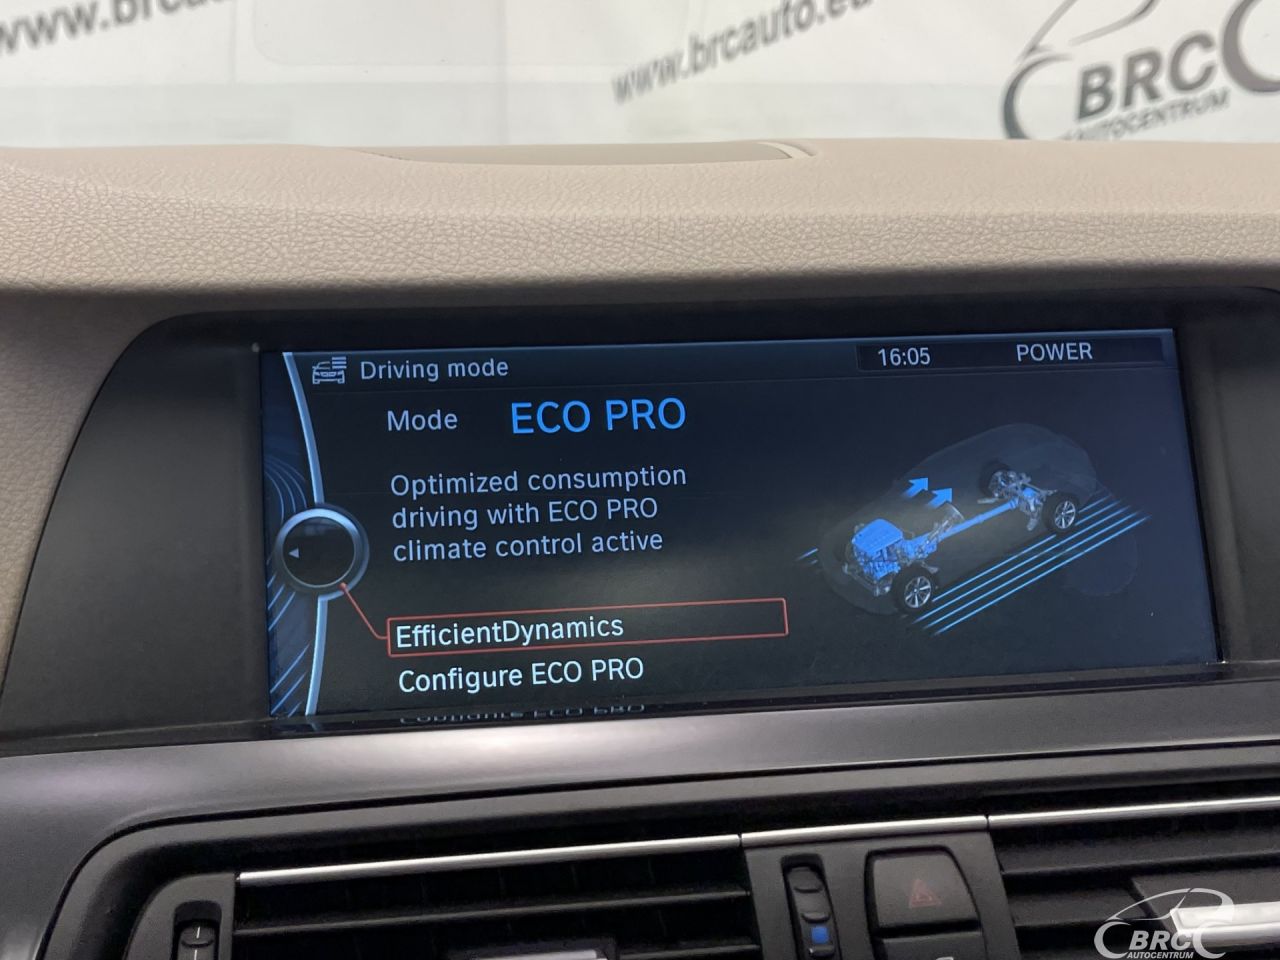 www.brcauto.eu
BRC
AUTOCENTRUM
Driving mode
16:05
POWER
Mode ECO PRO
Optimized consumption
driving with ECO PRO
climate control active
EfficientDynamics
Configure ECO PRO
BRC
AUTOCENTRUM